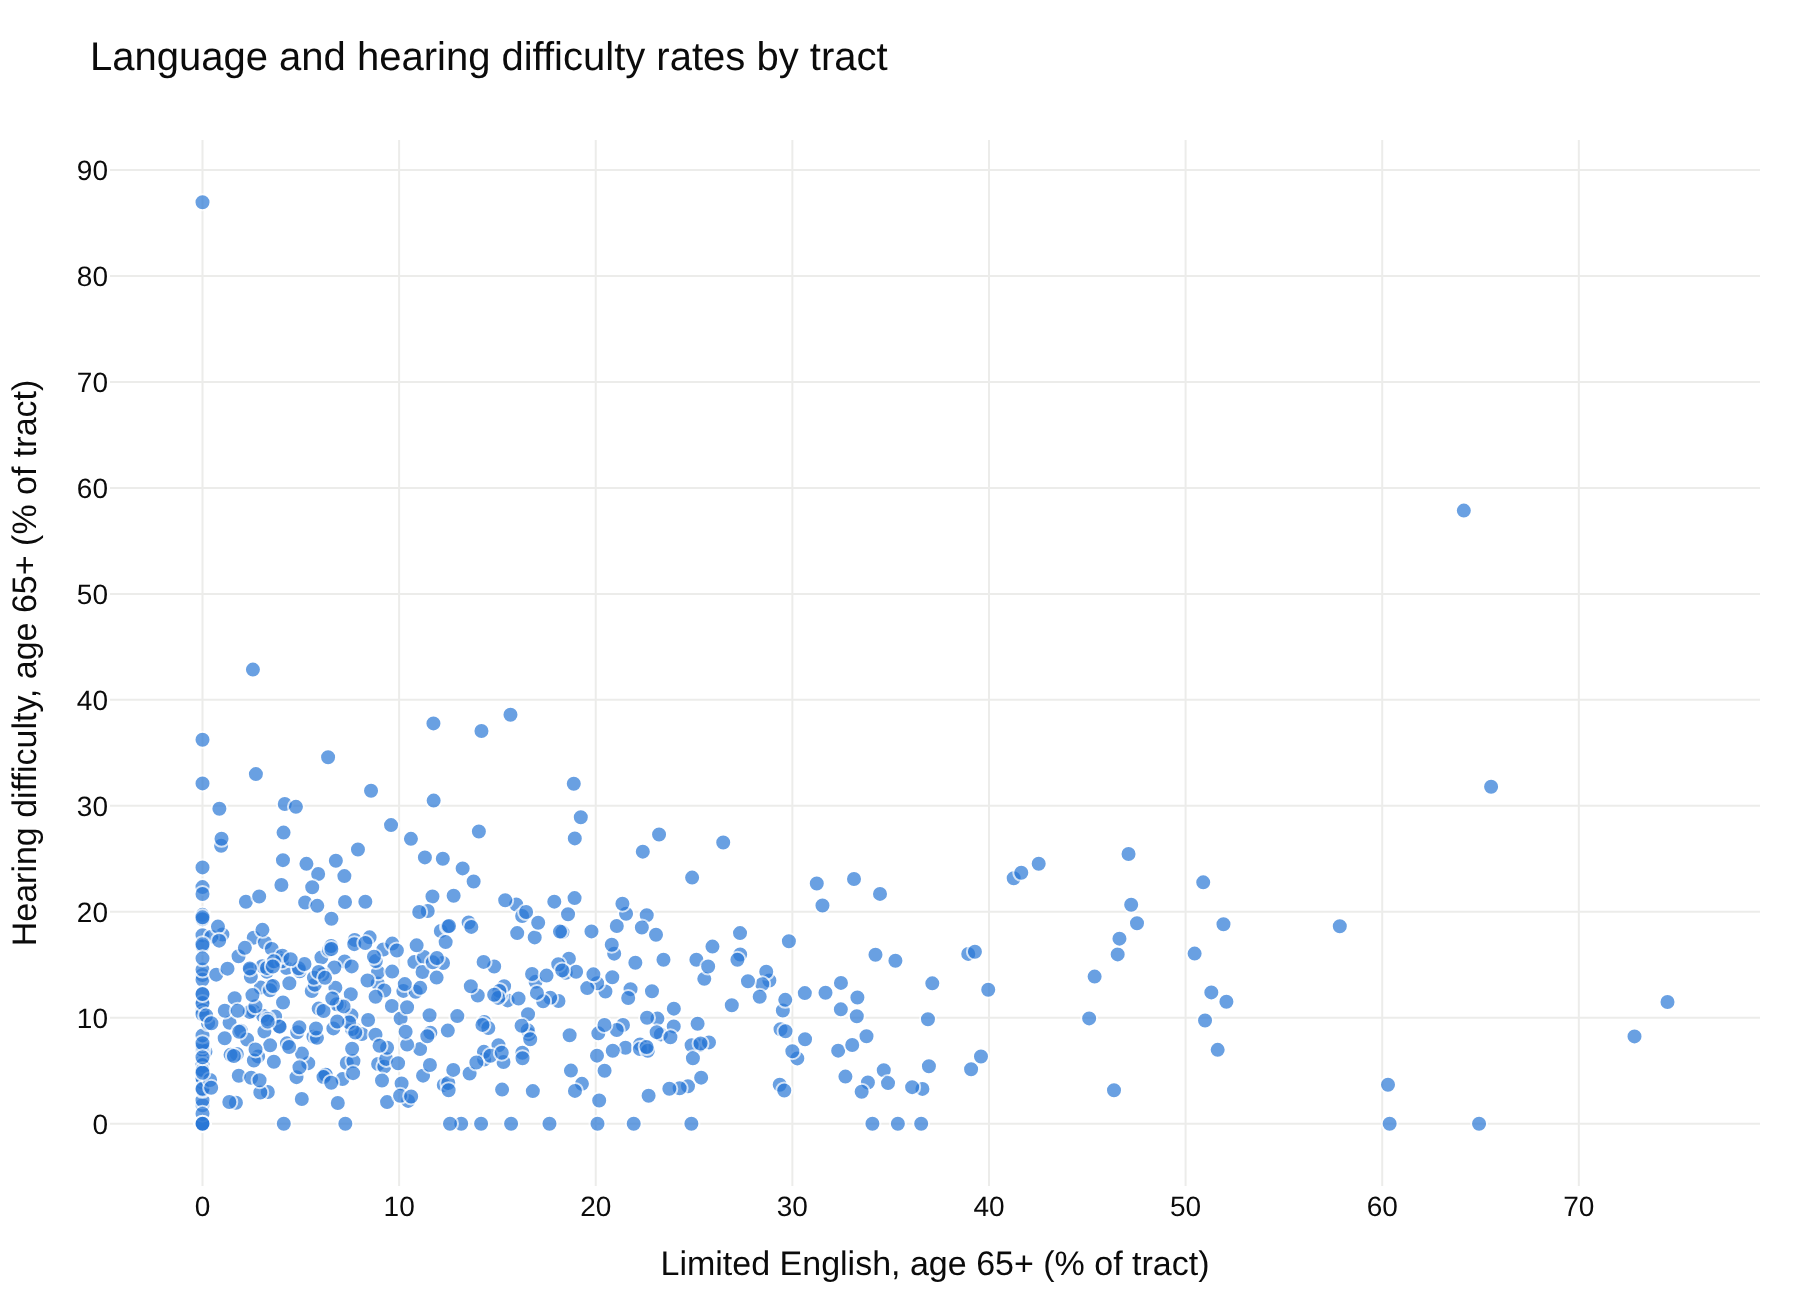 Language and hearing difficulty rates by tract
90
80
70
60
50
40
30
20
10
0
Hearing difficulty, age 65+ (% of tract)
0 10 20 30 40 50 60 70
Limited English, age 65+ (% of tract)